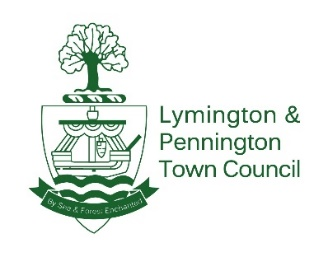 Lymington &
Pennington
Town Council
By Sea & Forest Enchanted